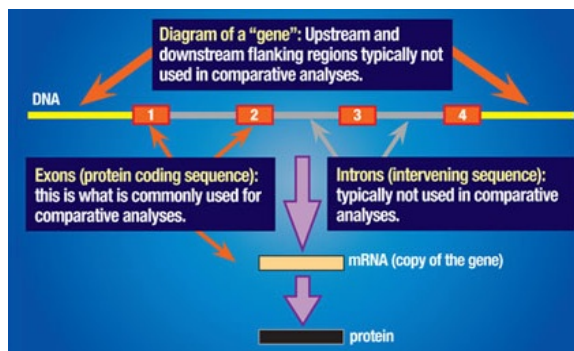 Diagram of a “gene”: Upstream and
downstream flanking regions typically not
used in comparative analyses.
DNA
1 2 3 4
Exons (protein coding sequence):
this is what is commonly used for
comparative analyses.
Introns (intervening sequence):
typically not used in comparative
analyses.
mRNA (copy of the gene)
protein